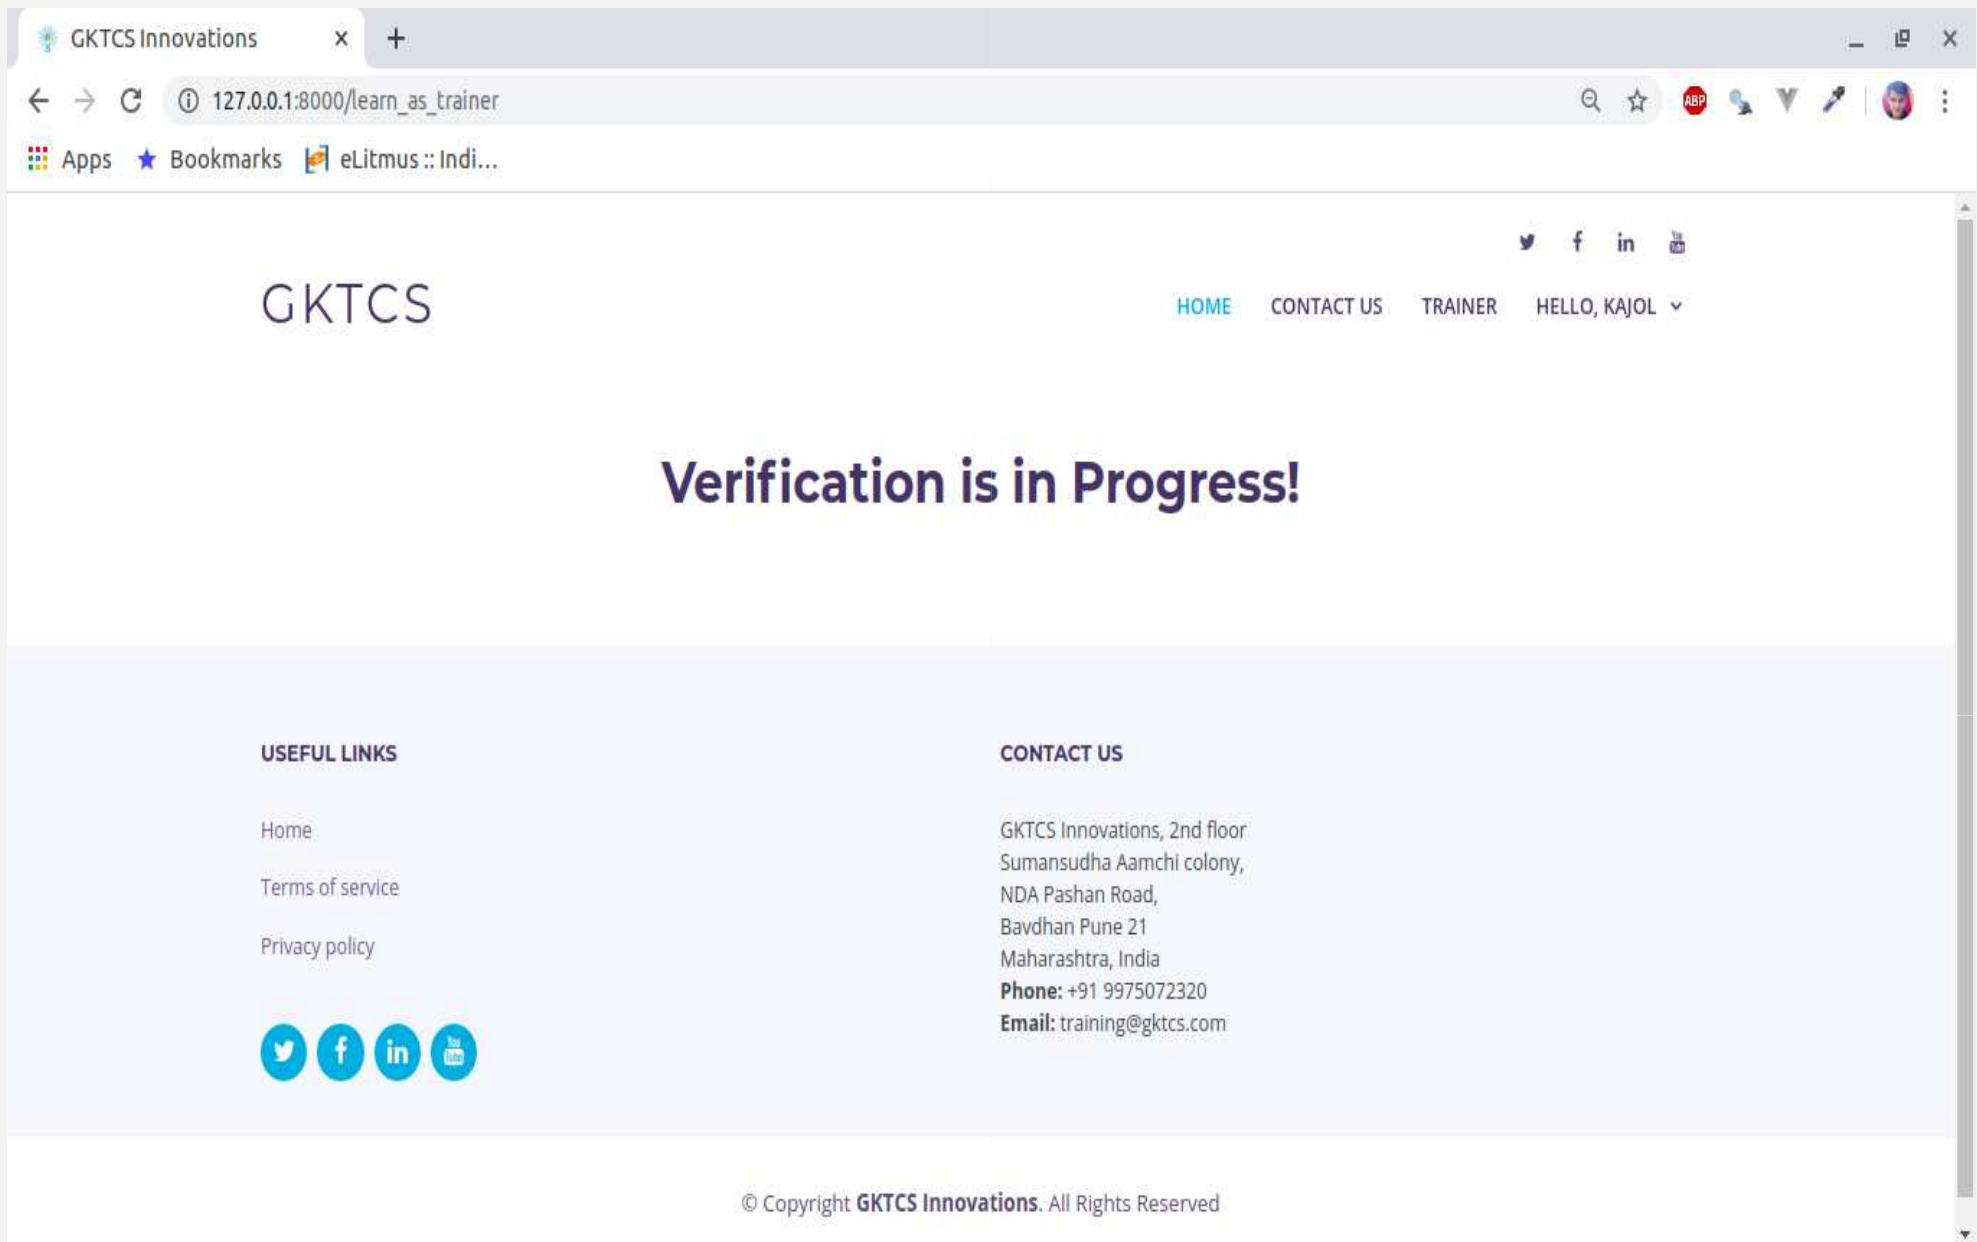 GKTCS Innovations
127.0.0.1:8000/learn_as_trainer
ABP
Apps
Bookmarks
eLitmus :: Indi...
GKTCS
HOME
CONTACT US
TRAINER
HELLO, KAJOL
Verification is in Progress!
USEFUL LINKS
Home
Terms of service
Privacy policy
CONTACT US
GKTCS Innovations, 2nd floor
Sumansudha Aamchi colony,
NDA Pashan Road,
Bavdhan Pune 21
Maharashtra, India
Phone: +91 9975072320
Email: training@gktcs.com
© Copyright GKTCS Innovations. All Rights Reserved